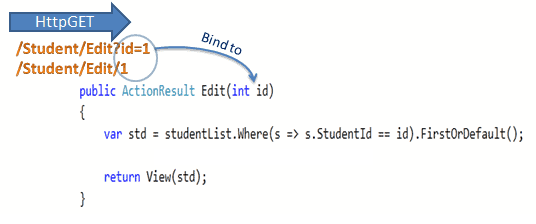 HttpGET
/Student/Edit?id=1
/Student/Edit/1
Bind to
public ActionResult Edit(int id)
{
var std = studentList.Where(s => s.StudentId == id).FirstOrDefault();
return View(std);
}